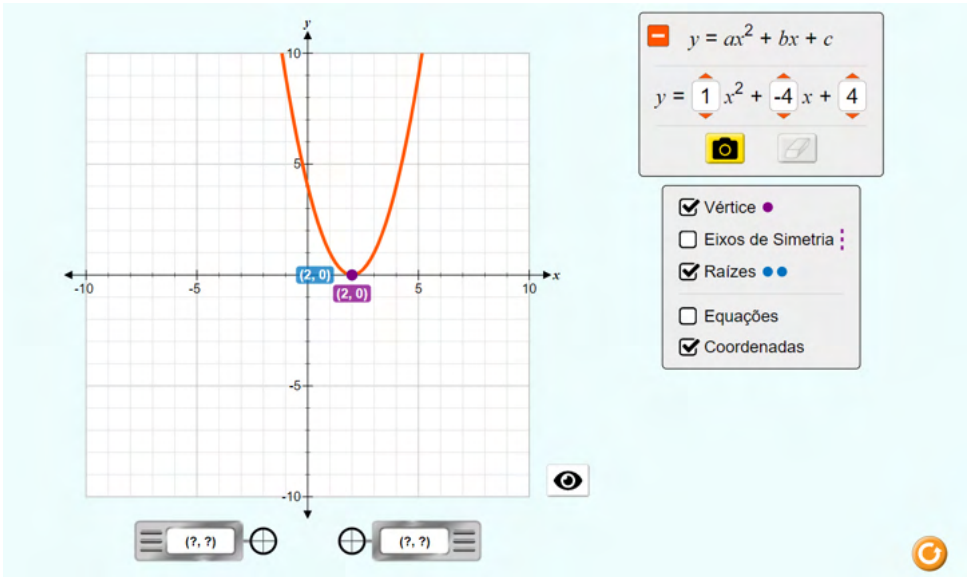 y
10
5
-10 -5 5 10 x
(2, 0)
(2, 0)
-5
-10
(?, ?) (?, ?)
y = ax² + bx + c
y = 1 x² + -4 x + 4
Vértice
Eixos de Simetria
Raízes
Equações
Coordenadas